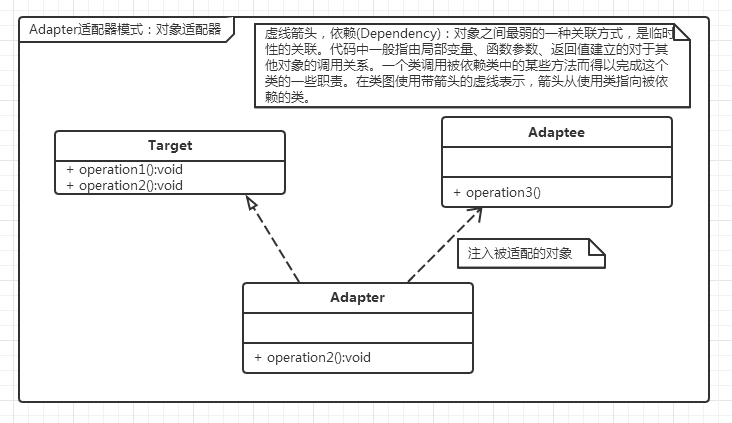 Adapter适配器模式：对象适配器
虚线箭头，依赖(Dependency)：对象之间最弱的一种关联方式，是临时
性的关联。代码中一般指由局部变量、函数参数、返回值建立的对于其
他对象的调用关系。一个类调用被依赖类中的某些方法而得以完成这个
类的一些职责。在类图使用带箭头的虚线表示，箭头从使用类指向被依
赖的类。
Target
+ operation1():void
+ operation2():void
Adaptee
+ operation3()
注入被适配的对象
Adapter
+ operation2():void